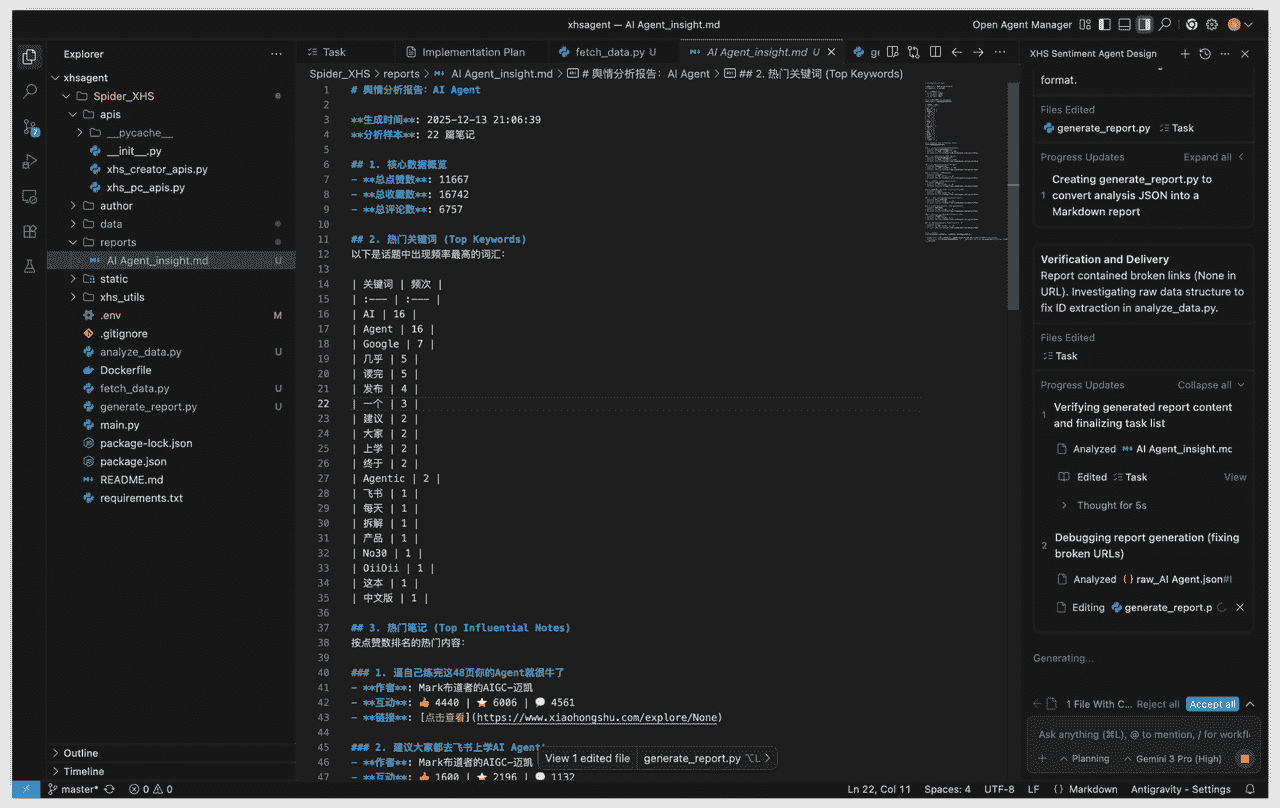 xhsagent — AI Agent_insight.md
Open Agent Manager
Explorer
xhsagent
Spider_XHS
apis
__pycache__
__init__.py
xhs_creator_apis.py
xhs_pc_apis.py
author
data
reports
AI Agent_insight.md U
static
xhs_utils
.env M
.gitignore
analyze_data.py U
Dockerfile
fetch_data.py U
generate_report.py U
main.py
package-lock.json
package.json
README.md
requirements.txt
Outline
Timeline
Task
Implementation Plan
fetch_data.py U
AI Agent_insight.md U
Spider_XHS > reports > AI Agent_insight.md > # 舆情分析报告: AI Agent > ## 2. 热门关键词 (Top Keywords)
1 # 舆情分析报告: AI Agent
2
3 **生成时间**: 2025-12-13 21:06:39
4 **分析样本**: 22 篇笔记
5
6 ## 1. 核心数据概览
7 - **总点赞数**: 11667
8 - **总收藏数**: 16742
9 - **总评论数**: 6757
10
11 ## 2. 热门关键词 (Top Keywords)
12 以下是话题中出现频率最高的词汇:
13
14 | 关键词 | 频次 |
15 | :--- | :--- |
16 | AI | 16 |
17 | Agent | 16 |
18 | Google | 7 |
19 | 几乎 | 5 |
20 | 读完 | 5 |
21 | 发布 | 4 |
22 | 一个 | 3 |
23 | 建议 | 2 |
24 | 大家 | 2 |
25 | 上学 | 2 |
26 | 终于 | 2 |
27 | Agentic | 2 |
28 | 飞书 | 1 |
29 | 每天 | 1 |
30 | 拆解 | 1 |
31 | 产品 | 1 |
32 | No30 | 1 |
33 | OiiOii | 1 |
34 | 这本 | 1 |
35 | 中文版 | 1 |
36
37 ## 3. 热门笔记 (Top Influential Notes)
38 按点赞数排名的热门内容:
39
40 ### 1. 逼自己练完这48页你的Agent就很牛了
41 - **作者**: Mark布道者的AIGC-迈凯
42 - **互动**: 👍 4440 | ⭐ 6006 | 💬 4561
43 - **链接**: [点击查看](https://www.xiaohongshu.com/explore/None)
44
45 ### 2. 建议大家都去飞书上学AI Agent!
46 - **作者**: Mark布道者的AIGC-迈凯
47 - **互动**: 👍 1600 | ⭐ 2196 | 💬 1132
View 1 edited file
generate_report.py ⌥L
XHS Sentiment Agent Design
format.
Files Edited
generate_report.py Task
Progress Updates Expand all
1 Creating generate_report.py to
convert analysis JSON into a
Markdown report
Verification and Delivery
Report contained broken links (None in
URL). Investigating raw data structure to
fix ID extraction in analyze_data.py.
Files Edited
Task
Progress Updates Collapse all
1 Verifying generated report content
and finalizing task list
Analyzed AI Agent_insight.mc
Edited Task View
Thought for 5s
2 Debugging report generation (fixing
broken URLs)
Analyzed { } raw_AI Agent.json#l
Editing generate_report.p
Generating...
1 File With C... Reject all Accept all
Ask anything (⌘L), @ to mention, / for workfl
Planning Gemini 3 Pro (High)
master* 0 0
Ln 22, Col 11 Spaces: 4 UTF-8 LF { } Markdown Antigravity - Settings